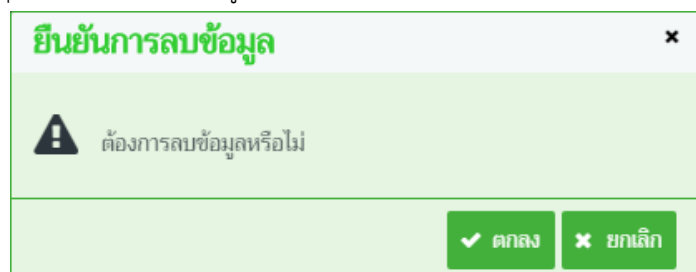 ยืนยันการลบข้อมูล
ต้องการลบข้อมูลหรือไม่
ตกลง ยกเลิก